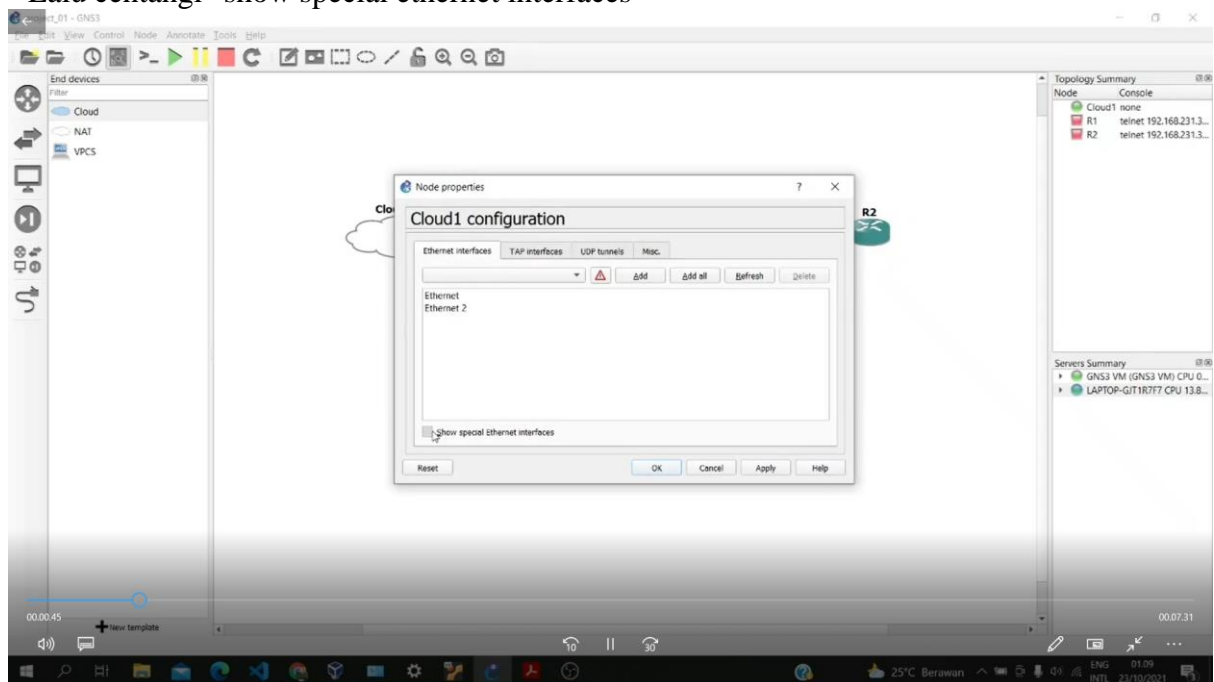 Lalu centangi "show special ethernet interfaces
project_01 - GNS3
File Edit View Control Node Annotate Tools Help
End devices
Filter
Cloud
NAT
VPCS
New template
Node properties
Cloud1 configuration
Ethernet interfaces TAP interfaces UDP tunnels Misc.
Add Add all Refresh Delete
Ethernet
Ethernet 2
Show special Ethernet interfaces
Reset OK Cancel Apply Help
Clo
R2
Topology Summary
Node Console
Cloud1 none
R1 telnet 192.168.231.3...
R2 telnet 192.168.231.3...
Servers Summary
GNS3 VM (GNS3 VM) CPU 0...
LAPTOP-GJT1R7F7 CPU 13.8...
00.00.45
00.07.31
10
30
25°C Berawan
ENG
INTL
01.09
23/10/2021